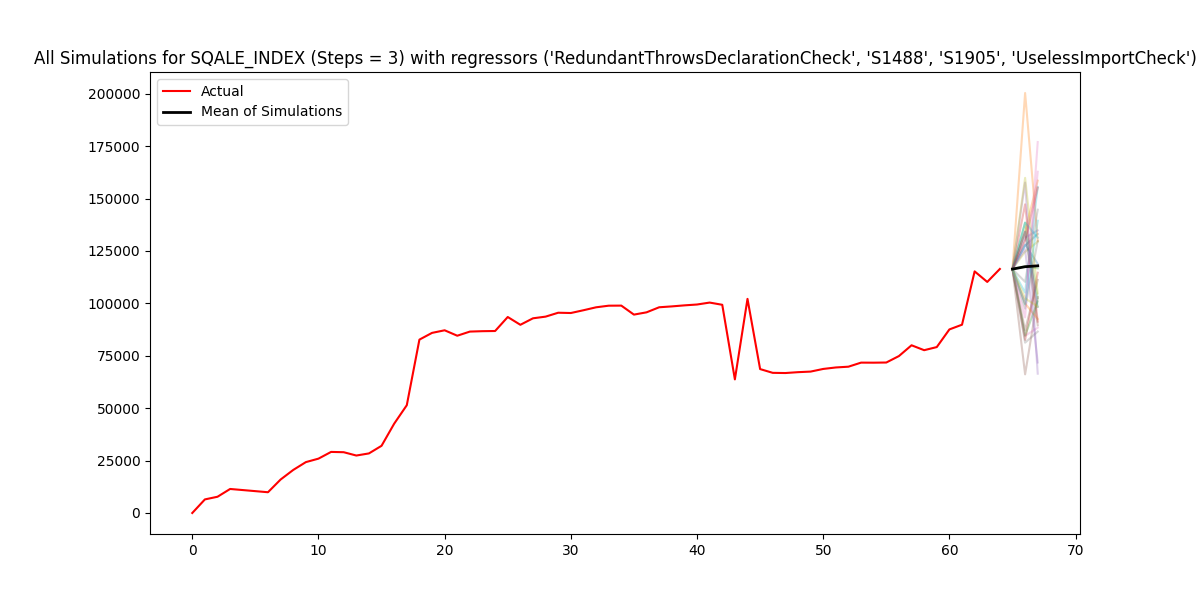 All Simulations for SQALE_INDEX (Steps = 3) with regressors ('RedundantThrowsDeclarationCheck', 'S1488', 'S1905', 'UselessImportCheck')
Actual
Mean of Simulations
200000
175000
150000
125000
100000
75000
50000
25000
0
0 10 20 30 40 50 60 70